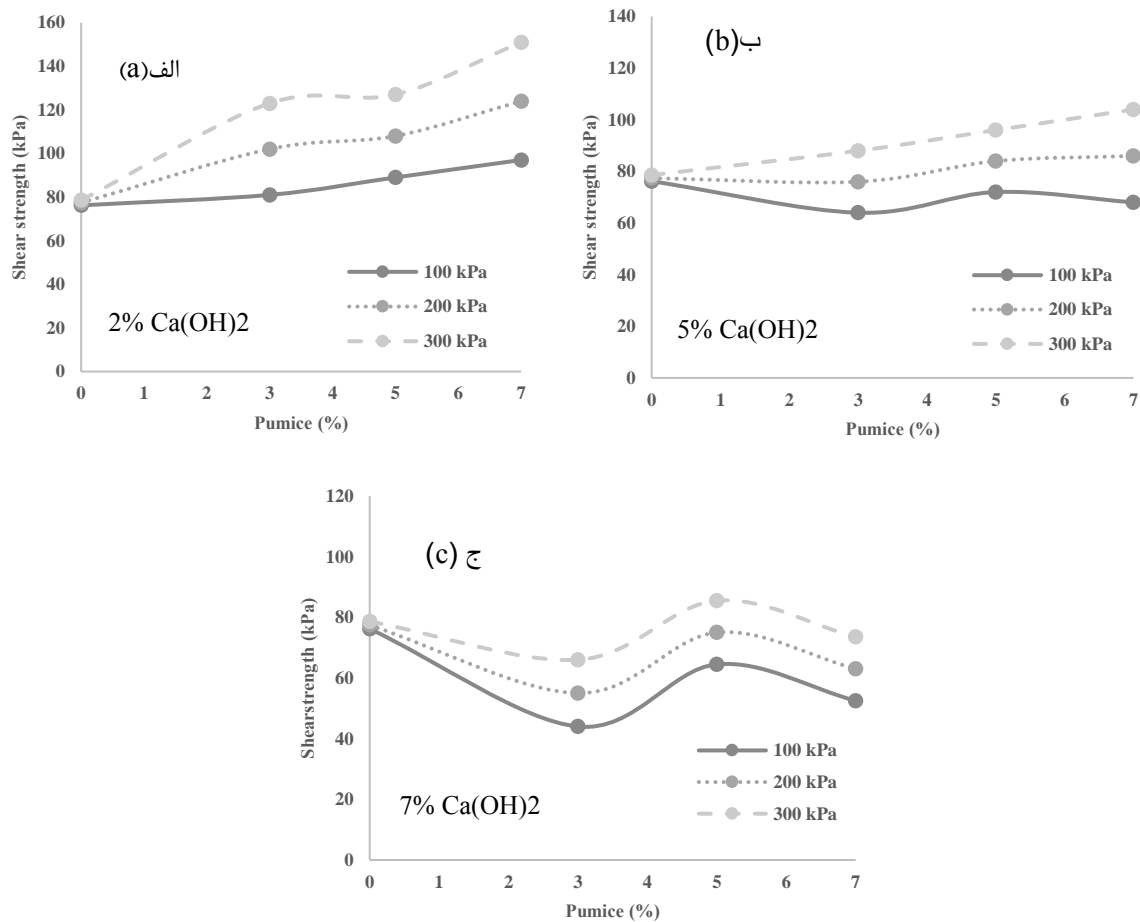 160
140
120
100
80
60
40
20
0
Shear strength (kPa)
الف(a)
100 kPa
200 kPa
300 kPa
2% Ca(OH)2
0 1 2 3 4 5 6 7
Pumice (%)
140
120
100
80
60
40
20
0
Shear strength (kPa)
ب(b)
100 kPa
200 kPa
300 kPa
5% Ca(OH)2
0 1 2 3 4 5 6 7
Pumice (%)
120
100
80
60
40
20
0
Shearstrength (kPa)
ج (c)
100 kPa
200 kPa
300 kPa
7% Ca(OH)2
0 1 2 3 4 5 6 7
Pumice (%)